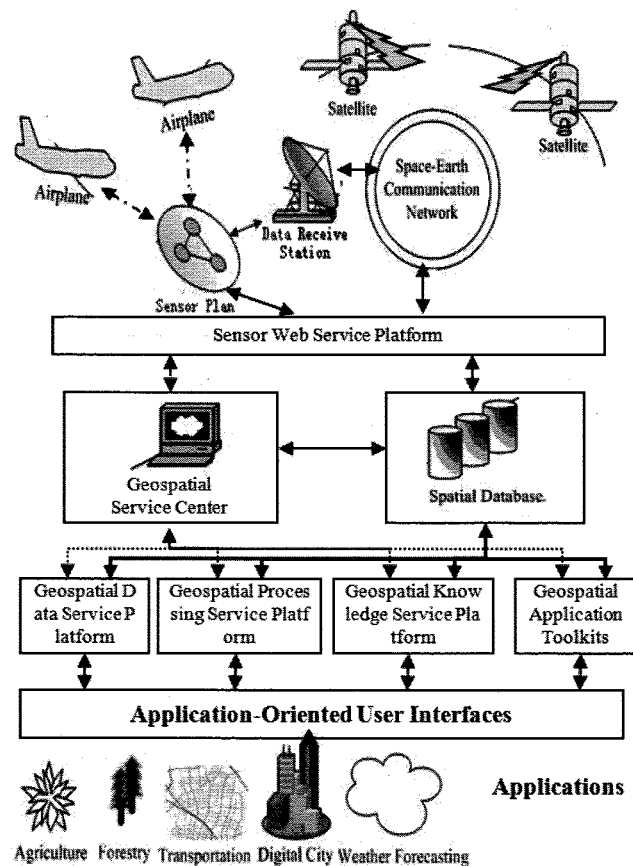 Airplane
Satellite
Satellite
Airplane
Space-Earth
Communication
Network
Data Receive
Station
Sensor Plan
Sensor Web Service Platform
Geospatial
Service Center
Spatial Database
Geospatial D
ata Service P
latform
Geospatial Proces
sing Service Platf
orm
Geospatial Know
ledge Service Pla
tform
Geospatial
Application
Toolkits
Application-Oriented User Interfaces
Applications
Agriculture
Forestry
Transportation
Digital City
Weather Forecasting